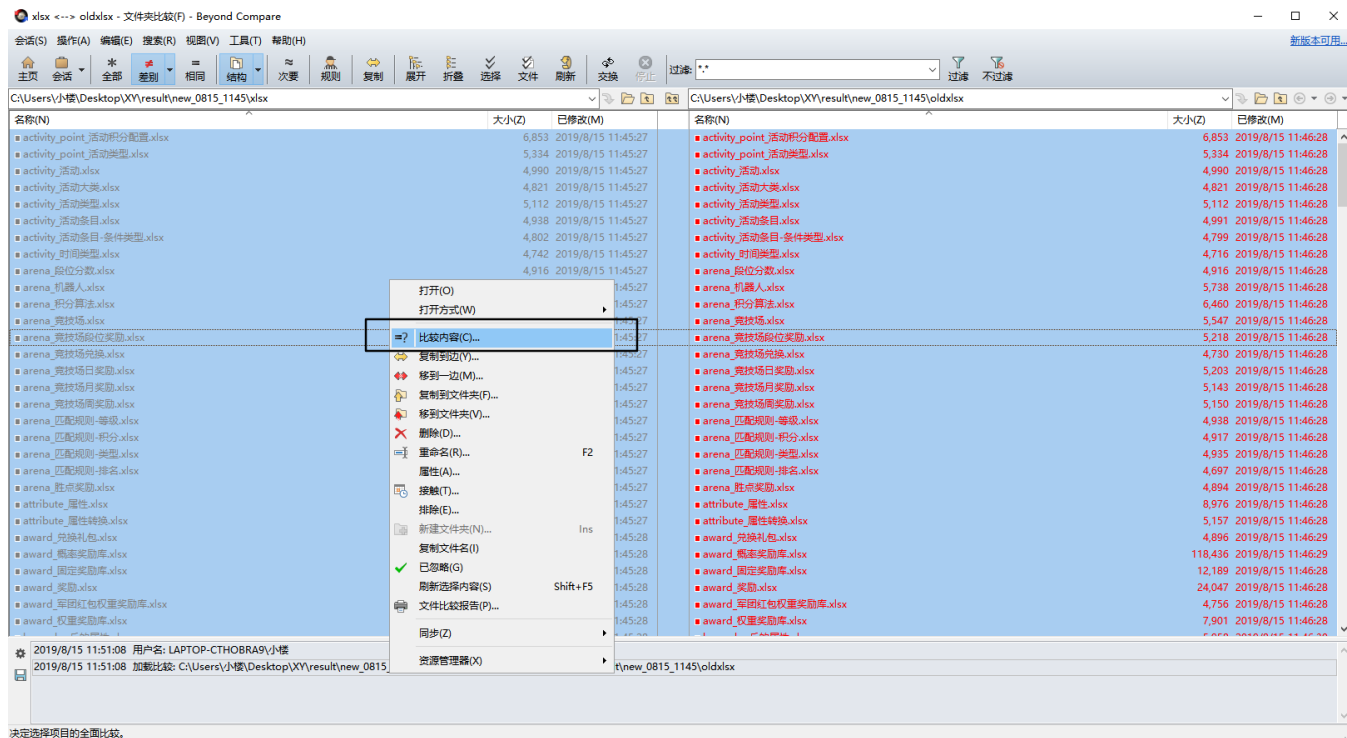 xlsx <--> oldxlsx - 文件夹比较(F) - Beyond Compare
会话(S) 操作(A) 编辑(E) 搜索(R) 视图(V) 工具(T) 帮助(H) 新版本可用...
主页 会话 全部 差别 相同 结构 次要 规则 复制 展开 折叠 选择 文件 刷新 交换 停止 过滤: *.* 过滤 不过滤
C:\Users\小楼\Desktop\XY\result\new_0815_1145\xlsx C:\Users\小楼\Desktop\XY\result\new_0815_1145\oldxlsx
名称(N) 大小(Z) 已修改(M) 名称(N) 大小(Z) 已修改(M)
activity_point_活动积分配置.xlsx 6,853 2019/8/15 11:45:27 activity_point_活动积分配置.xlsx 6,853 2019/8/15 11:46:28
activity_point_活动类型.xlsx 5,334 2019/8/15 11:45:27 activity_point_活动类型.xlsx 5,334 2019/8/15 11:46:28
activity_活动.xlsx 4,990 2019/8/15 11:45:27 activity_活动.xlsx 4,990 2019/8/15 11:46:28
activity_活动大类.xlsx 4,821 2019/8/15 11:45:27 activity_活动大类.xlsx 4,821 2019/8/15 11:46:28
activity_活动类型.xlsx 5,112 2019/8/15 11:45:27 activity_活动类型.xlsx 5,112 2019/8/15 11:46:28
activity_活动条目.xlsx 4,938 2019/8/15 11:45:27 activity_活动条目.xlsx 4,991 2019/8/15 11:46:28
activity_活动条目-条件类型.xlsx 4,802 2019/8/15 11:45:27 activity_活动条目-条件类型.xlsx 4,799 2019/8/15 11:46:28
activity_时间类型.xlsx 4,742 2019/8/15 11:45:27 activity_时间类型.xlsx 4,716 2019/8/15 11:46:28
arena_段位分数.xlsx 4,916 2019/8/15 11:45:27 arena_段位分数.xlsx 4,916 2019/8/15 11:46:28
arena_机器人.xlsx 1:45:27 arena_机器人.xlsx 5,738 2019/8/15 11:46:28
arena_积分算法.xlsx 1:45:27 arena_积分算法.xlsx 6,460 2019/8/15 11:46:28
arena_竞技场.xlsx 1:45:27 arena_竞技场.xlsx 5,547 2019/8/15 11:46:28
arena_竞技场段位奖励.xlsx 1:45:27 arena_竞技场段位奖励.xlsx 5,218 2019/8/15 11:46:28
arena_竞技场兑换.xlsx 1:45:27 arena_竞技场兑换.xlsx 4,730 2019/8/15 11:46:28
arena_竞技场日奖励.xlsx 1:45:27 arena_竞技场日奖励.xlsx 5,203 2019/8/15 11:46:28
arena_竞技场月奖励.xlsx 1:45:27 arena_竞技场月奖励.xlsx 5,143 2019/8/15 11:46:28
arena_竞技场周奖励.xlsx 1:45:27 arena_竞技场周奖励.xlsx 5,150 2019/8/15 11:46:28
arena_匹配规则-等级.xlsx 1:45:27 arena_匹配规则-等级.xlsx 4,938 2019/8/15 11:46:28
arena_匹配规则-积分.xlsx 1:45:27 arena_匹配规则-积分.xlsx 4,917 2019/8/15 11:46:28
arena_匹配规则-类型.xlsx 1:45:27 arena_匹配规则-类型.xlsx 4,935 2019/8/15 11:46:28
arena_匹配规则-排名.xlsx 1:45:27 arena_匹配规则-排名.xlsx 4,697 2019/8/15 11:46:28
arena_胜点奖励.xlsx 1:45:27 arena_胜点奖励.xlsx 4,894 2019/8/15 11:46:28
attribute_属性.xlsx 1:45:27 attribute_属性.xlsx 8,976 2019/8/15 11:46:28
attribute_属性转换.xlsx 1:45:27 attribute_属性转换.xlsx 5,157 2019/8/15 11:46:28
award_兑换礼包.xlsx 1:45:28 award_兑换礼包.xlsx 4,896 2019/8/15 11:46:29
award_概率奖励库.xlsx 1:45:28 award_概率奖励库.xlsx 118,436 2019/8/15 11:46:29
award_固定奖励库.xlsx 1:45:28 award_固定奖励库.xlsx 12,189 2019/8/15 11:46:28
award_奖励.xlsx 1:45:28 award_奖励.xlsx 24,047 2019/8/15 11:46:28
award_军团红包权重奖励库.xlsx 1:45:28 award_军团红包权重奖励库.xlsx 4,756 2019/8/15 11:46:28
award_权重奖励库.xlsx 1:45:28 award_权重奖励库.xlsx 7,901 2019/8/15 11:46:28
打开(O)
打开方式(W)
=? 比较内容(C)...
复制到边(Y)...
移到一边(M)...
复制到文件夹(F)...
移到文件夹(V)...
删除(D)...
重命名(R)... F2
属性(A)...
接触(T)...
排除(E)...
新建文件夹(N)... Ins
复制文件名(I)
已忽略(G)
刷新选择内容(S) Shift+F5
文件比较报告(P)...
同步(Z)
资源管理器(X)
2019/8/15 11:51:08 用户名: LAPTOP-CTHOBRA9\小楼
2019/8/15 11:51:08 加载比较: C:\Users\小楼\Desktop\XY\result\new_0815_ t\new_0815_1145\oldxlsx
决定选择项目的全面比较。